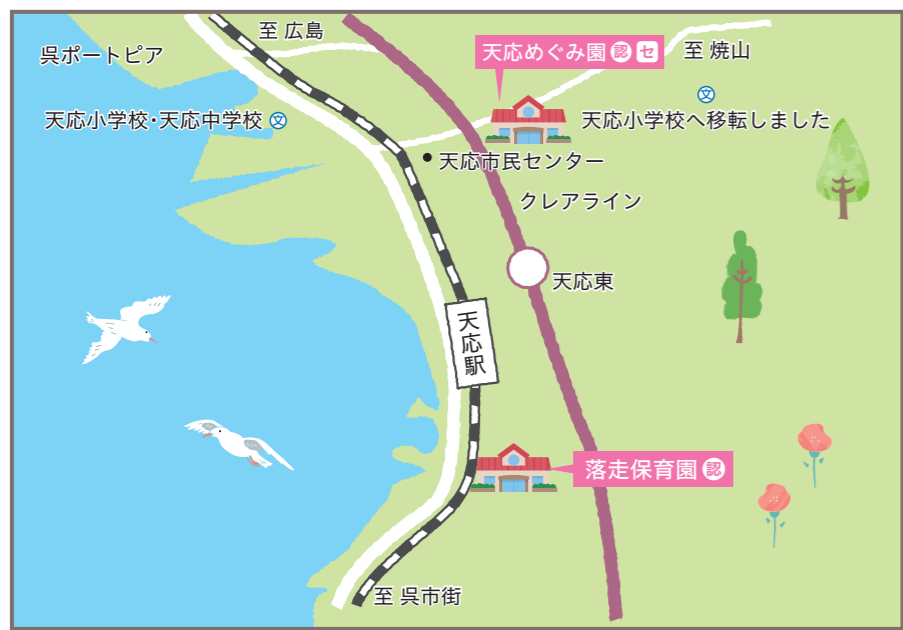 至 広島
呉ポートピア
天応めぐみ園 認 セ
至 焼山
天応小学校・天応中学校 文
文
天応小学校へ移転しました
天応市民センター
クレアライン
天応東
天応駅
落走保育園 認
至 呉市街